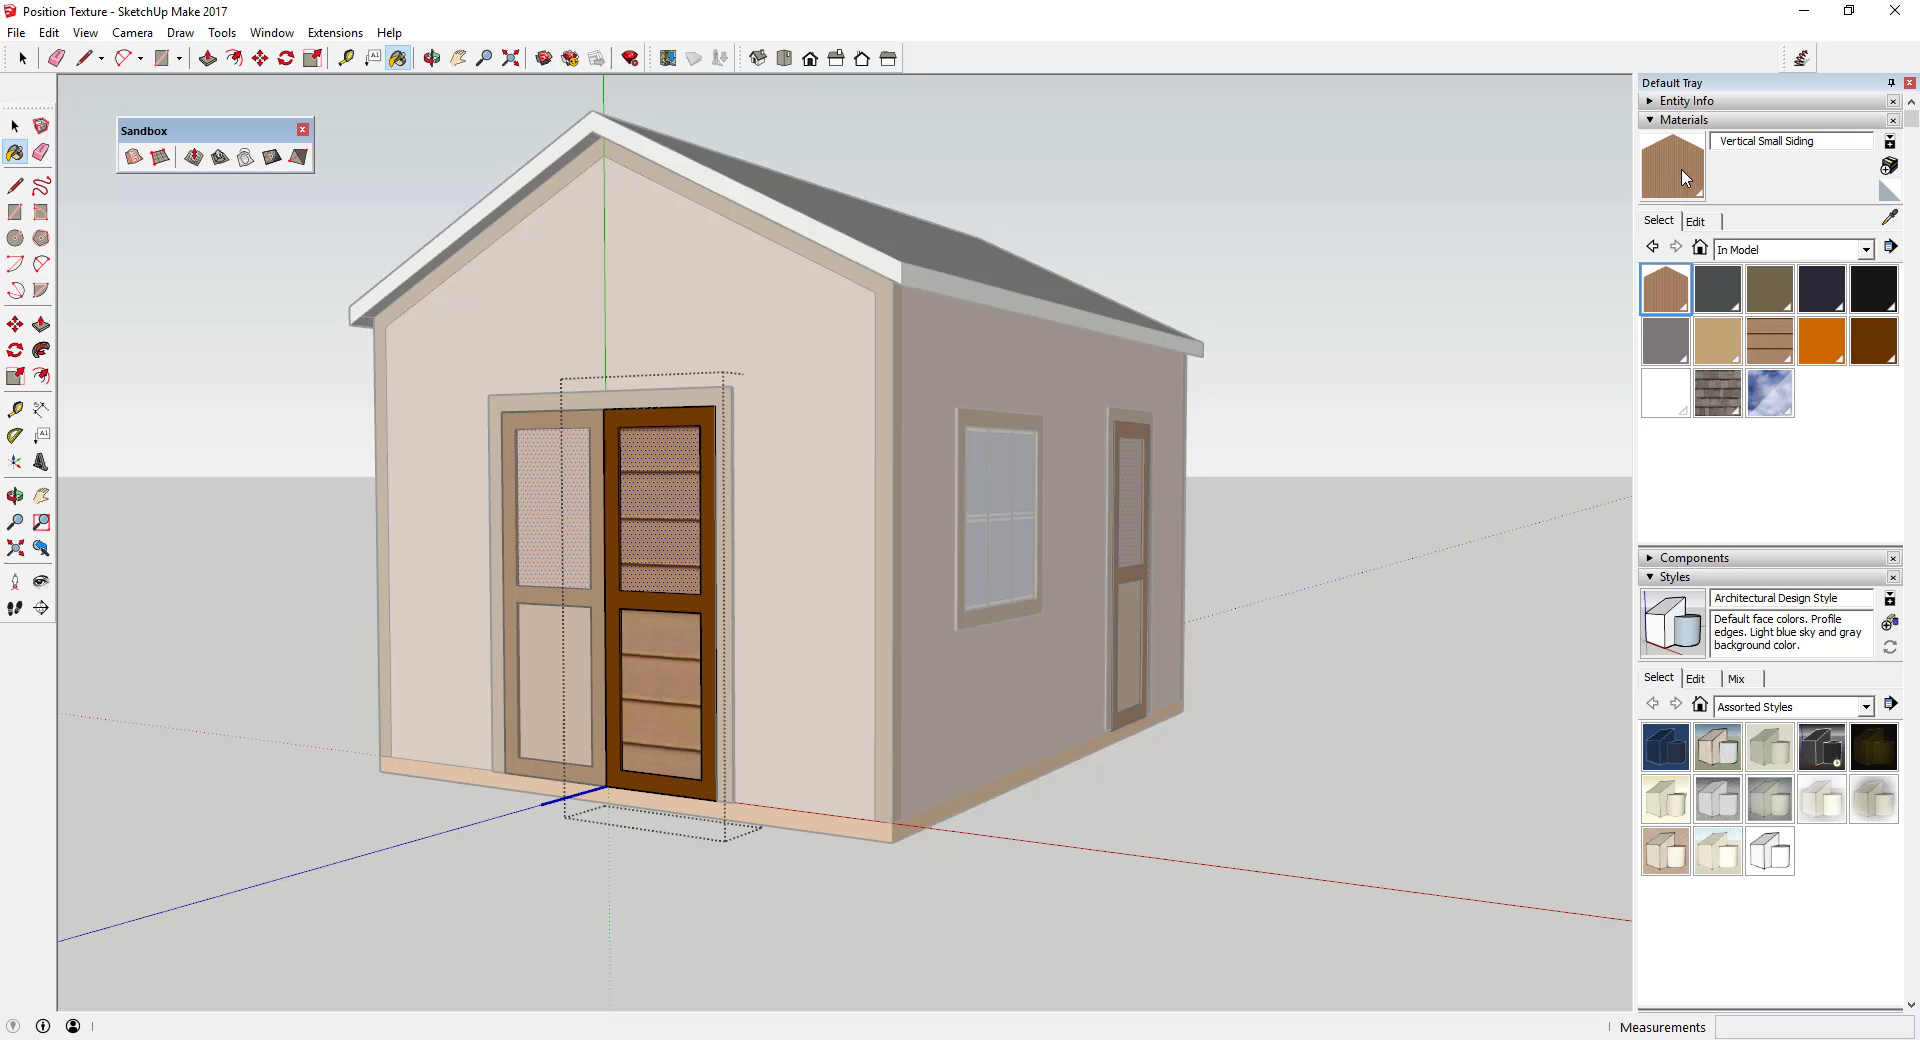 Position Texture - SketchUp Make 2017
File Edit View Camera Draw Tools Window Extensions Help
A1
Default Tray
Entity Info
Materials
Sandbox
Vertical Small Siding
A1
Select Edit
In Model
Components
Styles
Architectural Design Style
Default face colors. Profile
edges. Light blue sky and gray
background color.
Select Edit Mix
Assorted Styles
Measurements